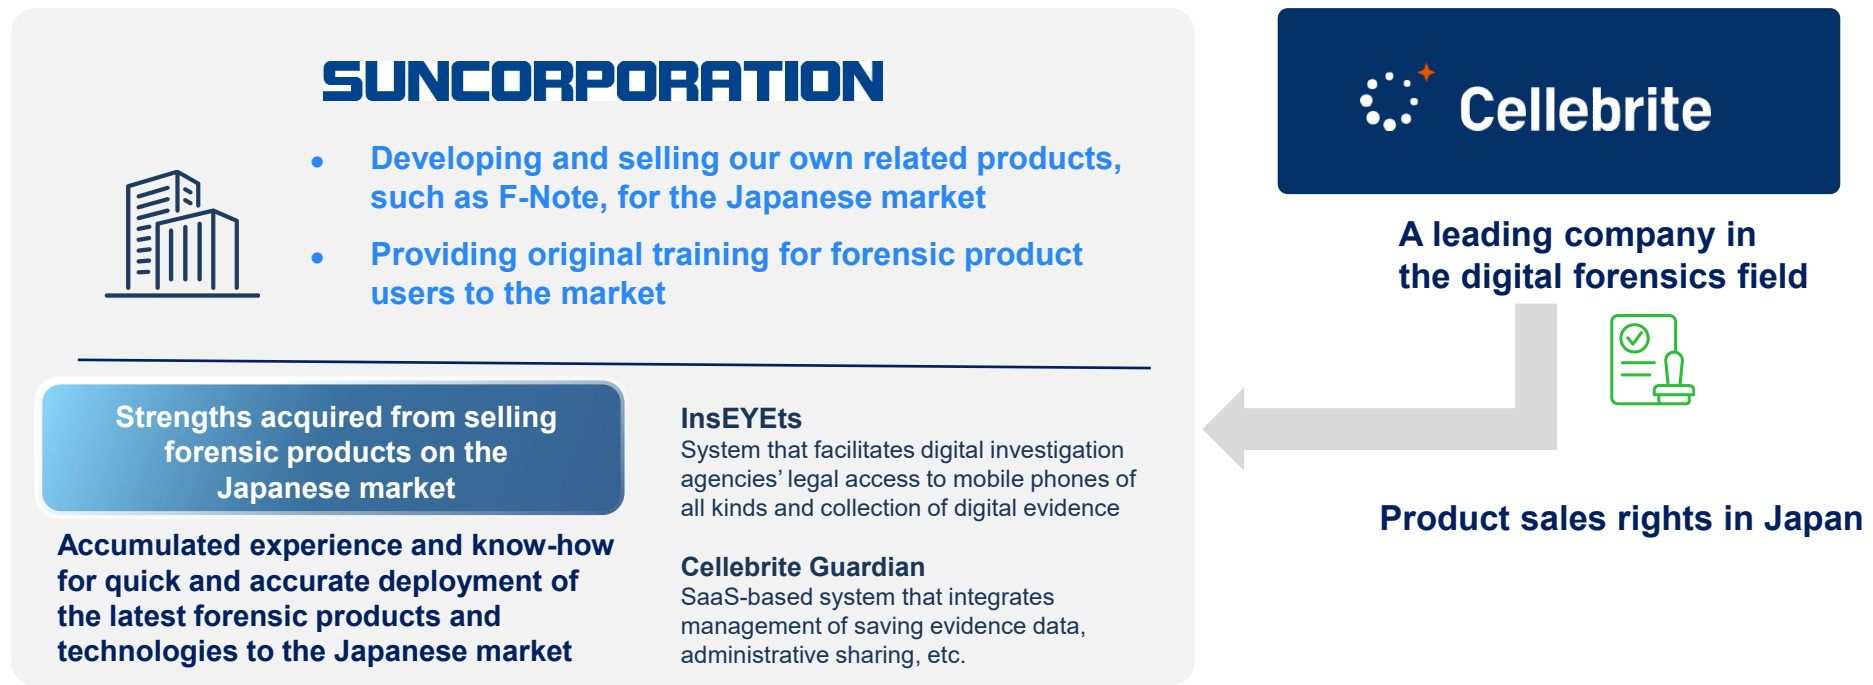 SUNCORPORATION
• Developing and selling our own related products,
such as F-Note, for the Japanese market
• Providing original training for forensic product
users to the market
Strengths acquired from selling
forensic products on the
Japanese market
Accumulated experience and know-how
for quick and accurate deployment of
the latest forensic products and
technologies to the Japanese market
InsEYEts
System that facilitates digital investigation
agencies’ legal access to mobile phones of
all kinds and collection of digital evidence
Cellebrite Guardian
SaaS-based system that integrates
management of saving evidence data,
administrative sharing, etc.
Cellebrite
A leading company in
the digital forensics field
Product sales rights in Japan